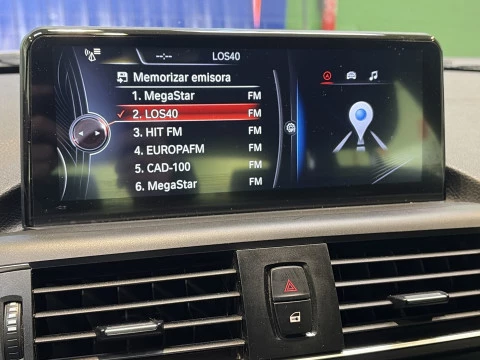 --:-- LOS40
Memorizar emisora
1. MegaStar FM
2. LOS40 FM
3. HIT FM FM
4. EUROPAFM FM
5. CAD-100 FM
6. MegaStar FM